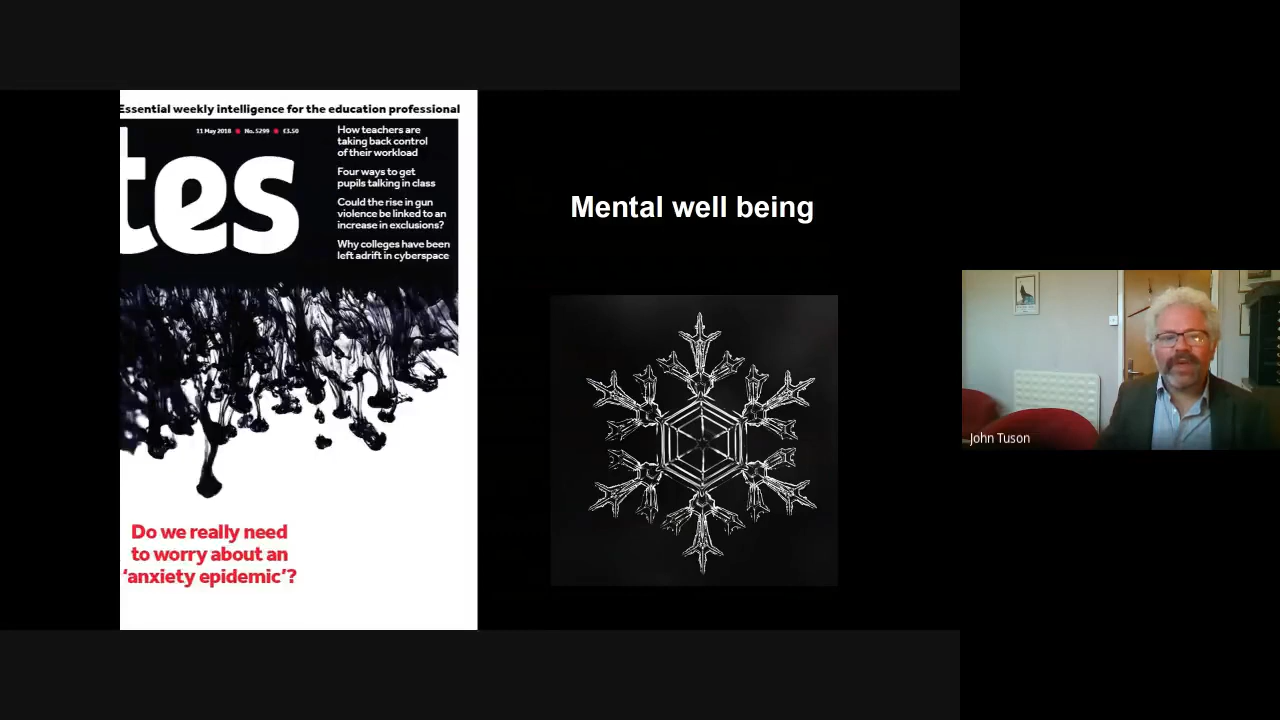 Essential weekly intelligence for the education professional
11 May 2018 • No. 5299 • £3.50
tes
How teachers are
taking back control
of their workload
Four ways to get
pupils talking in class
Could the rise in gun
violence be linked to an
increase in exclusions?
Why colleges have been
left adrift in cyberspace
Do we really need
to worry about an
‘anxiety epidemic’?
Mental well being
John Tuson